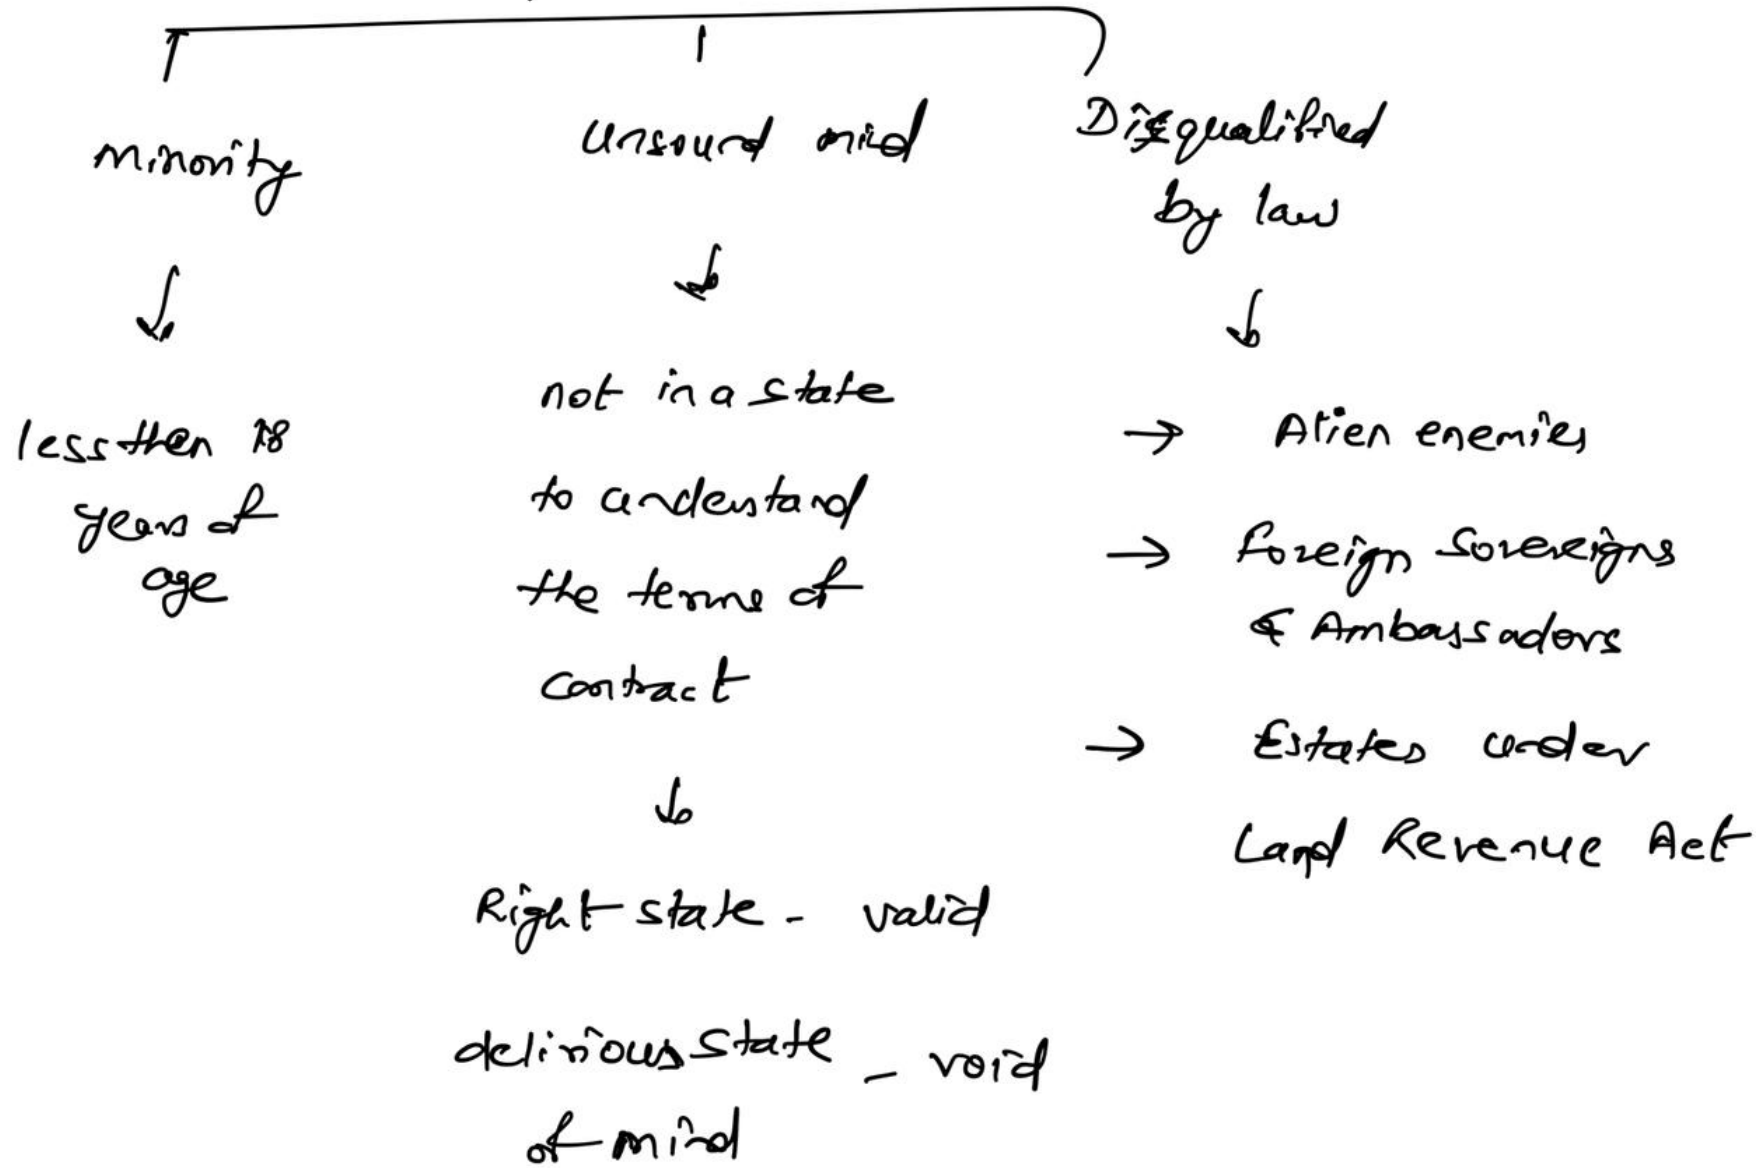 Minority
less then 18
years of
age
Unsound mind
not in a state
to understand
the terms of
contract
Right state - valid
delirious state - void
of mind
Disqualified
by law
→ Alien enemies
→ Foreign Sovereigns
& Ambassadors
→ Estates under
Land Revenue Act